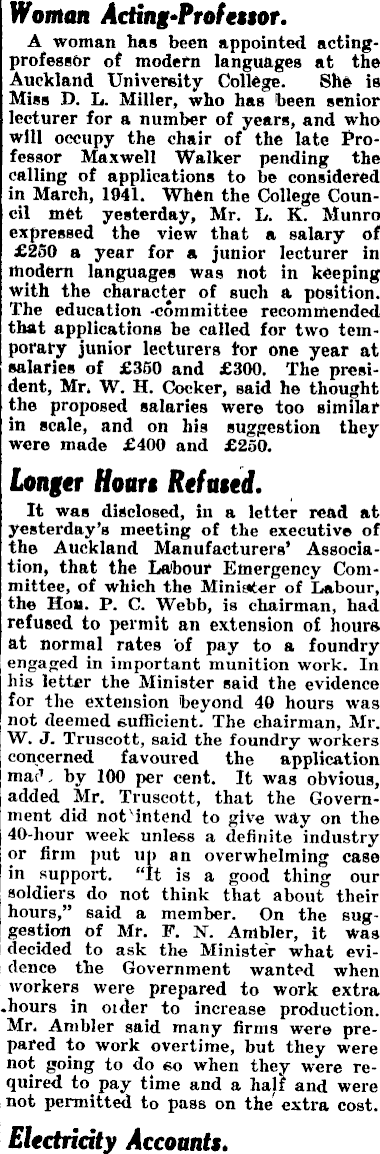 Woman Acting-Professor.
A woman has been appointed acting-
professor of modern languages at the
Auckland University College. She is
Miss D. L. Miller, who has been senior
lecturer for a number of years, and who
will occupy the chair of the late Pro-
fessor Maxwell Walker pending the
calling of applications to be considered
in March, 1941. When the College Coun-
cil met yesterday, Mr. L. K. Munro
expressed the view that a salary of
£250 a year for a junior lecturer in
modern languages was not in keeping
with the character of such a position.
The education committee recommended
that applications be called for two tem-
porary junior lecturers for one year at
salaries of £350 and £300. The presi-
dent, Mr. W. H. Cocker, said he thought
the proposed salaries were too similar
in scale, and on his suggestion they
were made £400 and £250.
Longer Hours Refused.
It was disclosed, in a letter read at
yesterday's meeting of the executive of
the Auckland Manufacturers' Associa-
tion, that the Labour Emergency Com-
mittee, of which the Minister of Labour,
the Hon. P. C. Webb, is chairman, had
refused to permit an extension of hours
at normal rates of pay to a foundry
engaged in important munition work. In
his letter the Minister said the evidence
for the extension beyond 40 hours was
not deemed sufficient. The chairman, Mr.
W. J. Truscott, said the foundry workers
concerned favoured the application
by 100 per cent. It was obvious,
added Mr. Truscott, that the Govern-
ment did not intend to give way on the
40-hour week unless a definite industry
or firm put up an overwhelming case
in support. "It is a good thing our
soldiers do not think that about their
hours," said a member. On the sug-
gestion of Mr. F. N. Ambler, it was
decided to ask the Minister what evi-
dence the Government wanted when
workers were prepared to work extra
hours in order to increase production.
Mr. Ambler said many firms were pre-
pared to work overtime, but they were
not going to do so when they were re-
quired to pay time and a half and were
not permitted to pass on the extra cost.
Electricity Accounts.